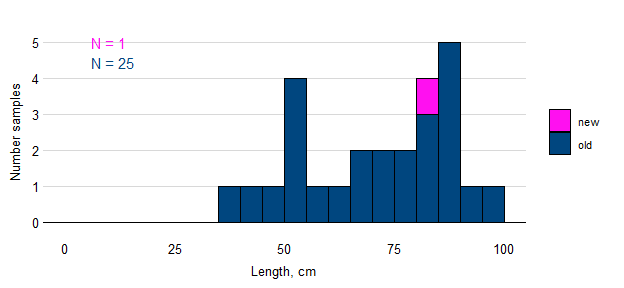 N = 1
N = 25
5
4
3
2
1
0
Number samples
0 25 50 75 100
Length, cm
new
old